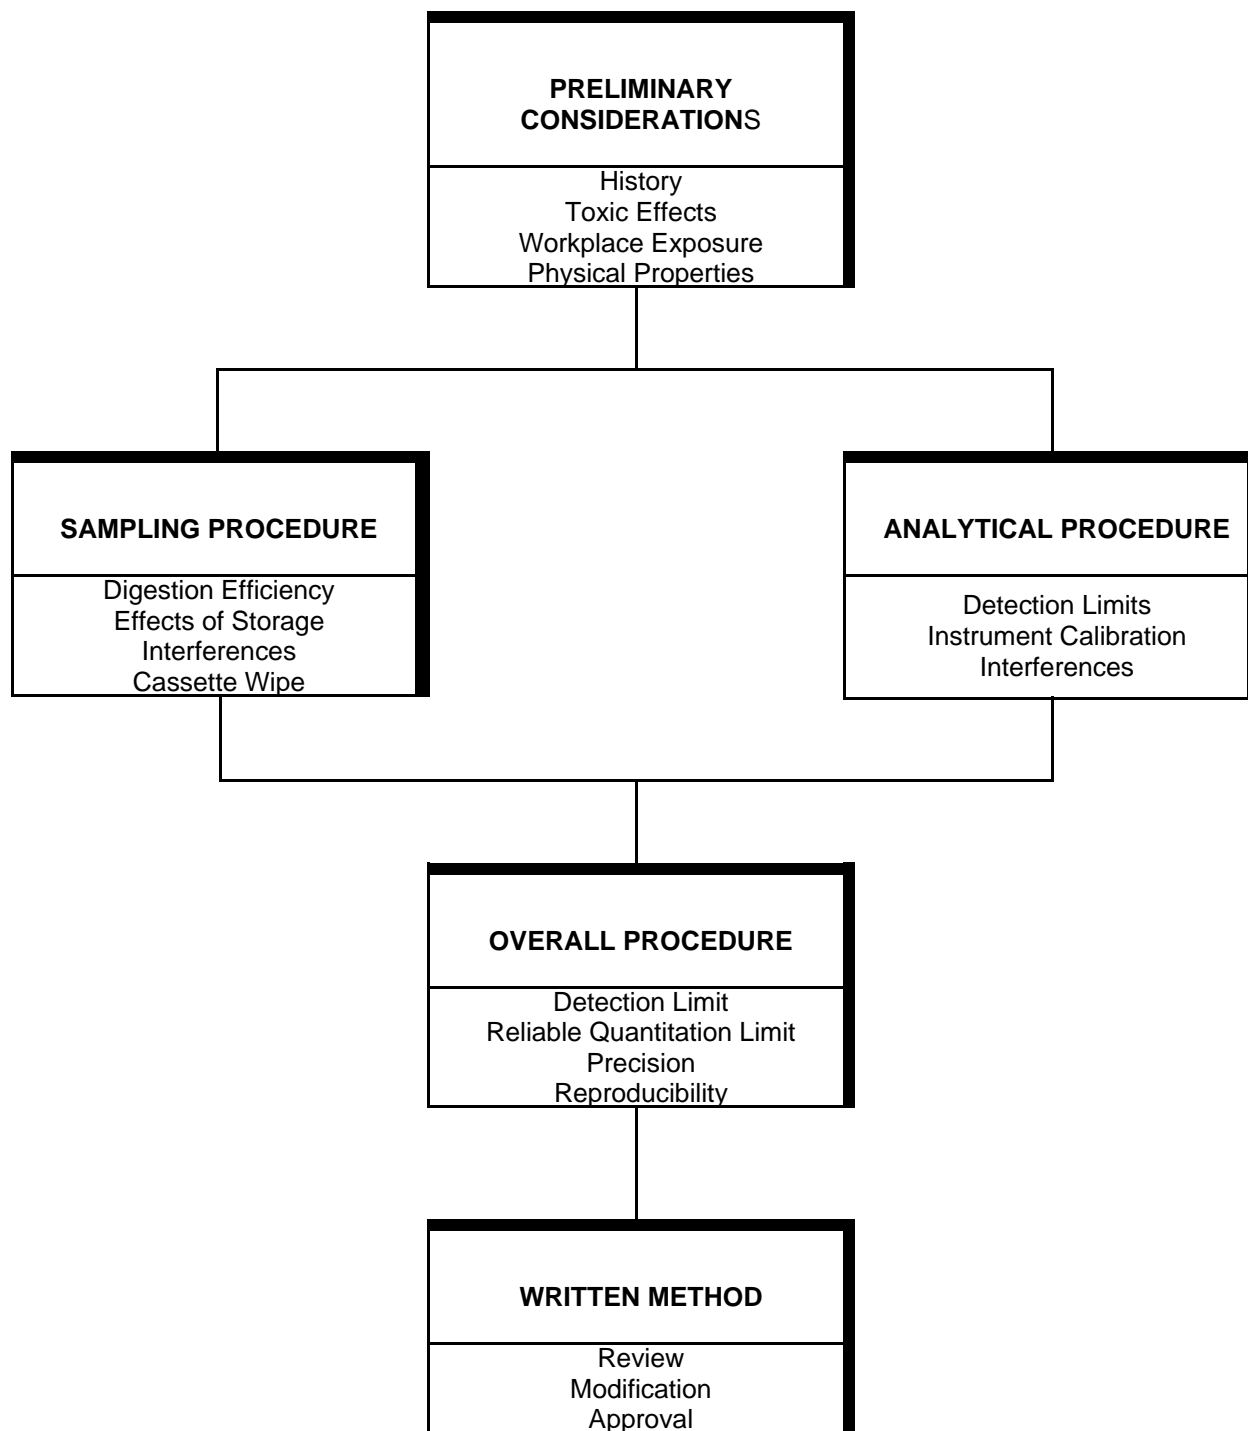 PRELIMINARY
CONSIDERATIONS
History
Toxic Effects
Workplace Exposure
Physical Properties
SAMPLING PROCEDURE
Digestion Efficiency
Effects of Storage
Interferences
Cassette Wipe
ANALYTICAL PROCEDURE
Detection Limits
Instrument Calibration
Interferences
OVERALL PROCEDURE
Detection Limit
Reliable Quantitation Limit
Precision
Reproducibility
WRITTEN METHOD
Review
Modification
Approval